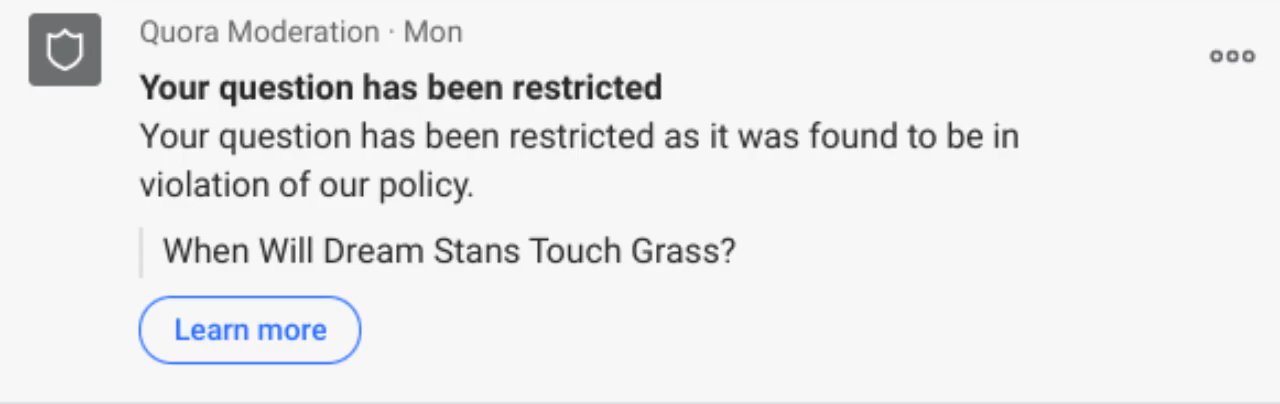 Quora Moderation · Mon
Your question has been restricted
Your question has been restricted as it was found to be in
violation of our policy.
When Will Dream Stans Touch Grass?
Learn more